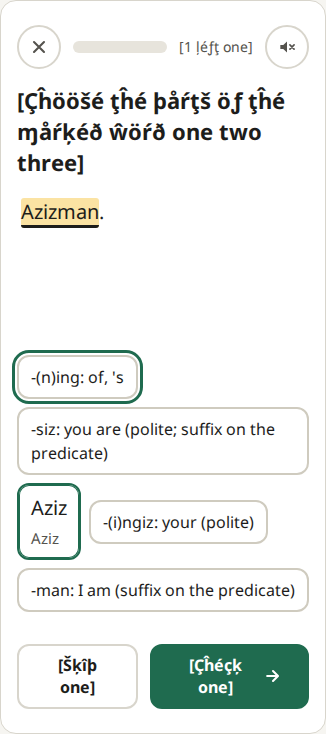 [1 ļéƒţ one]
[Çĥööšé ţĥé þåŕţš öƒ ţĥé
ɱåŕķéð ŵöŕð one two
three]
Azizman.
-(n)ing: of, 's
-siz: you are (polite; suffix on the
predicate)
Aziz
Aziz
-(i)ngiz: your (polite)
-man: I am (suffix on the predicate)
[Šķîþ
one]
[Çĥéçķ
one]